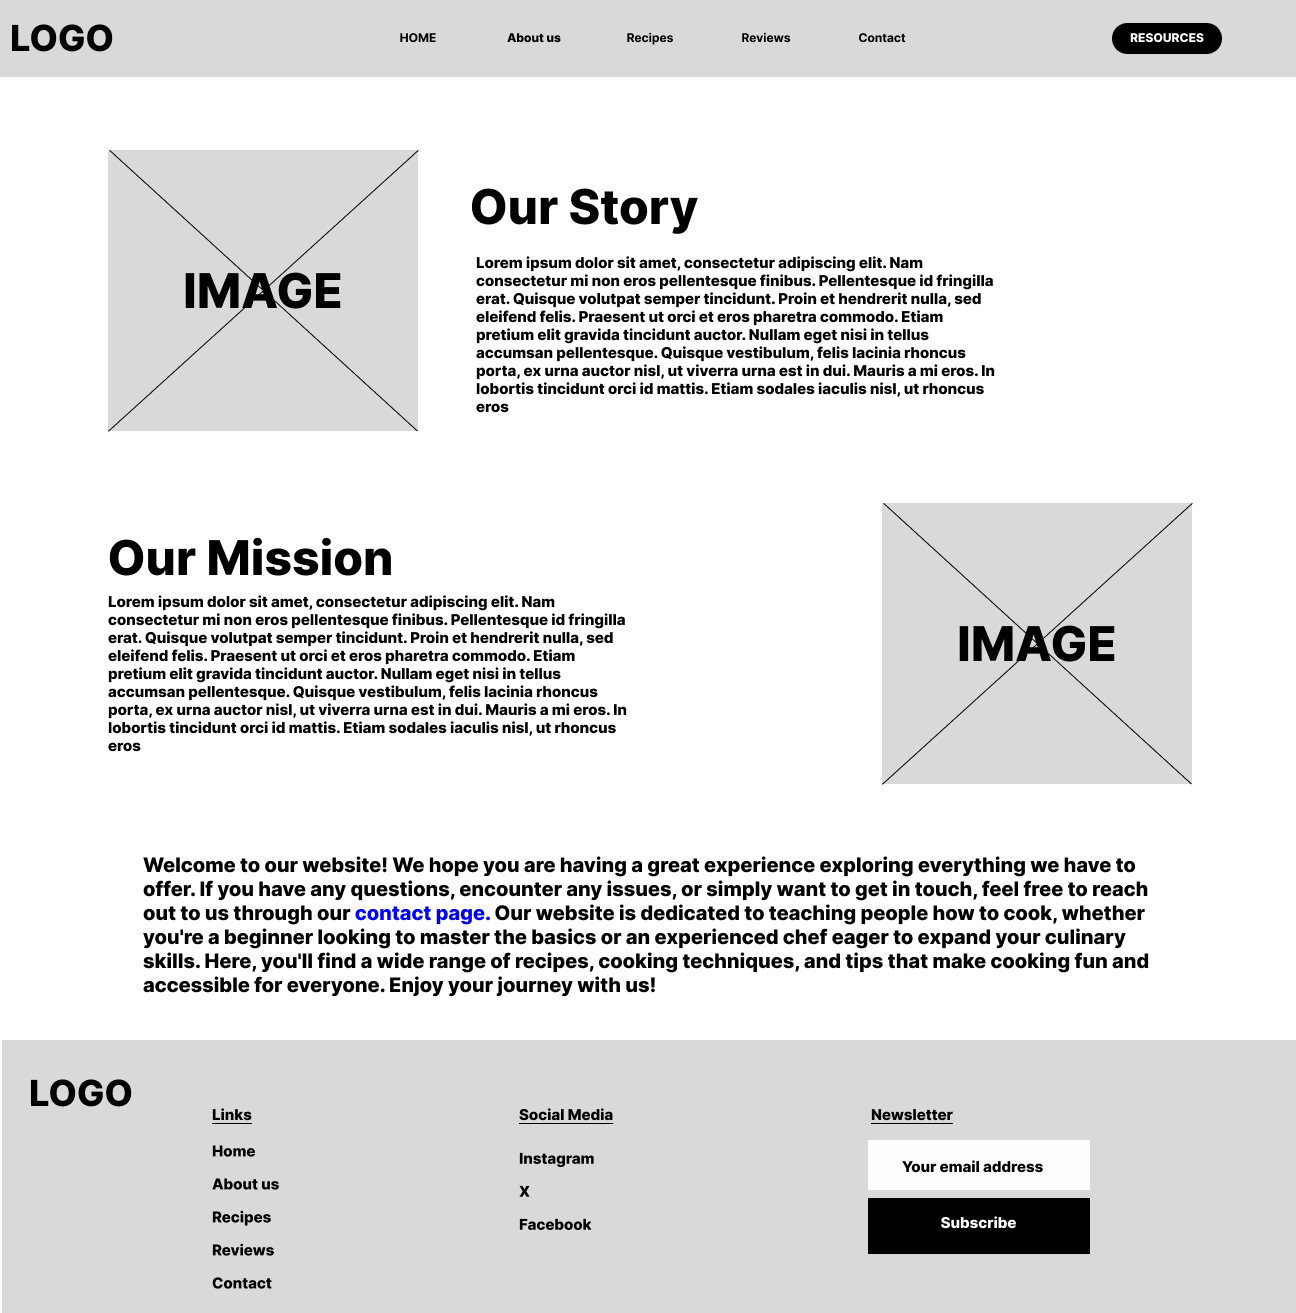 LOGO
HOME
About us
Recipes
Reviews
Contact
RESOURCES
IMAGE
Our Story
Lorem ipsum dolor sit amet, consectetur adipiscing elit. Nam
consectetur mi non eros pellentesque finibus. Pellentesque id fringilla
erat. Quisque volutpat semper tincidunt. Proin et hendrerit nulla, sed
eleifend felis. Praesent ut orci et eros pharetra commodo. Etiam
pretium elit gravida tincidunt auctor. Nullam eget nisi in tellus
accumsan pellentesque. Quisque vestibulum, felis lacinia rhoncus
porta, ex urna auctor nisl, ut viverra urna est in dui. Mauris a mi eros. In
lobortis tincidunt orci id mattis. Etiam sodales iaculis nisl, ut rhoncus
eros
Our Mission
Lorem ipsum dolor sit amet, consectetur adipiscing elit. Nam
consectetur mi non eros pellentesque finibus. Pellentesque id fringilla
erat. Quisque volutpat semper tincidunt. Proin et hendrerit nulla, sed
eleifend felis. Praesent ut orci et eros pharetra commodo. Etiam
pretium elit gravida tincidunt auctor. Nullam eget nisi in tellus
accumsan pellentesque. Quisque vestibulum, felis lacinia rhoncus
porta, ex urna auctor nisl, ut viverra urna est in dui. Mauris a mi eros. In
lobortis tincidunt orci id mattis. Etiam sodales iaculis nisl, ut rhoncus
eros
IMAGE
Welcome to our website! We hope you are having a great experience exploring everything we have to
offer. If you have any questions, encounter any issues, or simply want to get in touch, feel free to reach
out to us through our contact page. Our website is dedicated to teaching people how to cook, whether
you're a beginner looking to master the basics or an experienced chef eager to expand your culinary
skills. Here, you'll find a wide range of recipes, cooking techniques, and tips that make cooking fun and
accessible for everyone. Enjoy your journey with us!
LOGO
Links
Home
About us
Recipes
Reviews
Contact
Social Media
Instagram
X
Facebook
Newsletter
Your email address
Subscribe